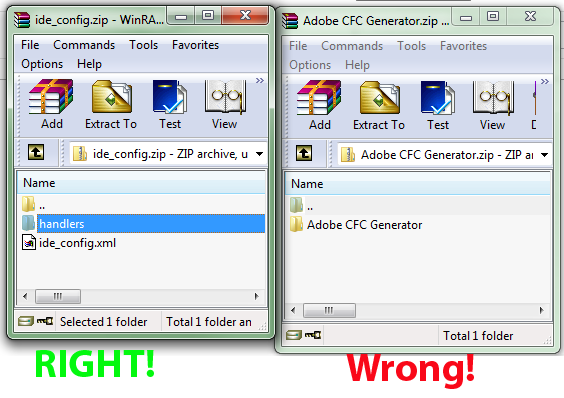 ide_config.zip - WinRA...
File Commands Tools Favorites
Options Help
Add Extract To Test View
ide_config.zip - ZIP archive, u
Name
..
handlers
ide_config.xml
Selected 1 folder Total 1 folder an
RIGHT!
Adobe CFC Generator.zip ...
File Commands Tools Favorites
Options Help
Add Extract To Test View D
Adobe CFC Generator.zip - ZIP ar
Name
..
Adobe CFC Generator
Total 1 folder
Wrong!